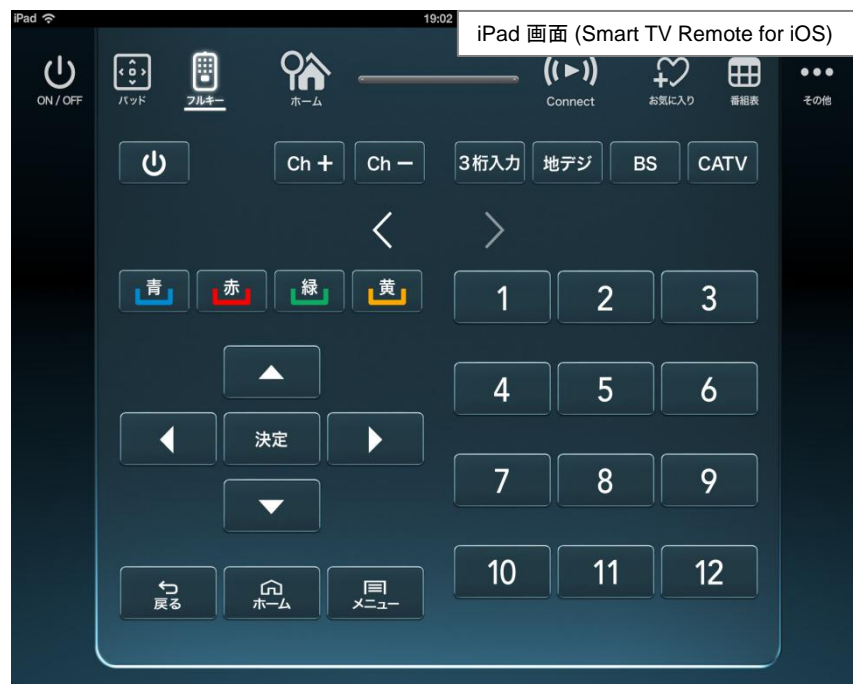 iPad 19:02
iPad 画面 (Smart TV Remote for iOS)
ON / OFF パッド フルキー ホーム Connect お気に入り 番組表 その他
Ch + Ch − 3桁入力 地デジ BS CATV
青 赤 緑 黄
1 2 3
4 5 6
決定
7 8 9
10 11 12
戻る ホーム メニュー